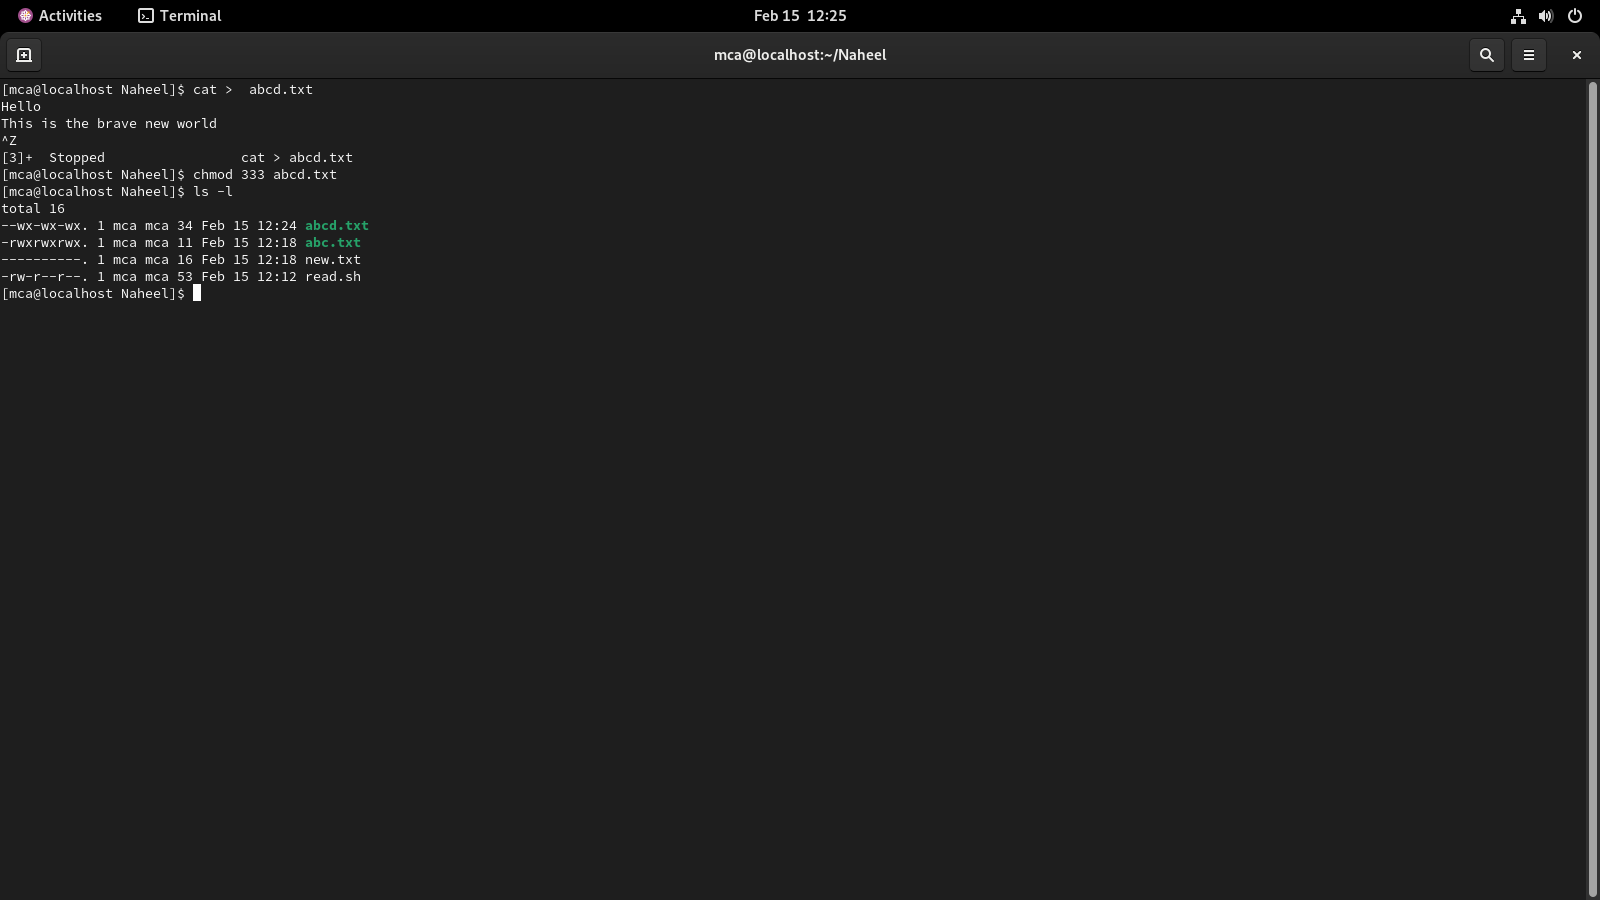 Activities Terminal Feb 15 12:25
mca@localhost:~/Naheel
[mca@localhost Naheel]$ cat >  abcd.txt
Hello
This is the brave new world
^Z
[3]+  Stopped                 cat > abcd.txt
[mca@localhost Naheel]$ chmod 333 abcd.txt
[mca@localhost Naheel]$ ls -l
total 16
--wx-wx-wx. 1 mca mca 34 Feb 15 12:24 abcd.txt
-rwxrwxrwx. 1 mca mca 11 Feb 15 12:18 abc.txt
----------. 1 mca mca 16 Feb 15 12:18 new.txt
-rw-r--r--. 1 mca mca 53 Feb 15 12:12 read.sh
[mca@localhost Naheel]$